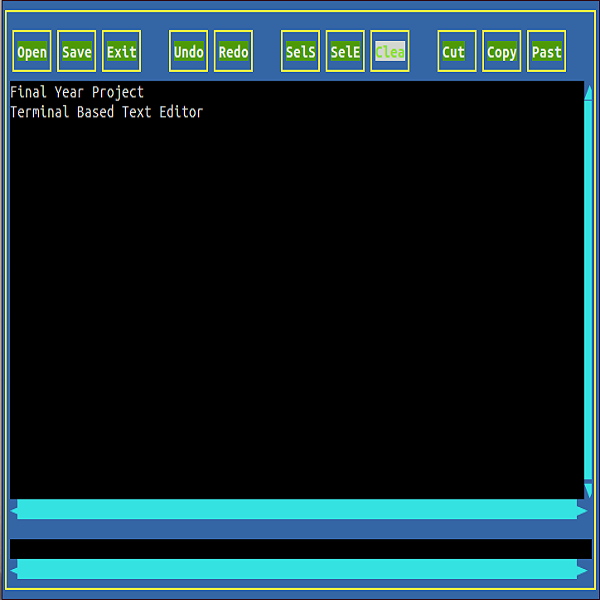 Open Save Exit Undo Redo SelS SelE Clea Cut Copy Past
Final Year Project
Terminal Based Text Editor